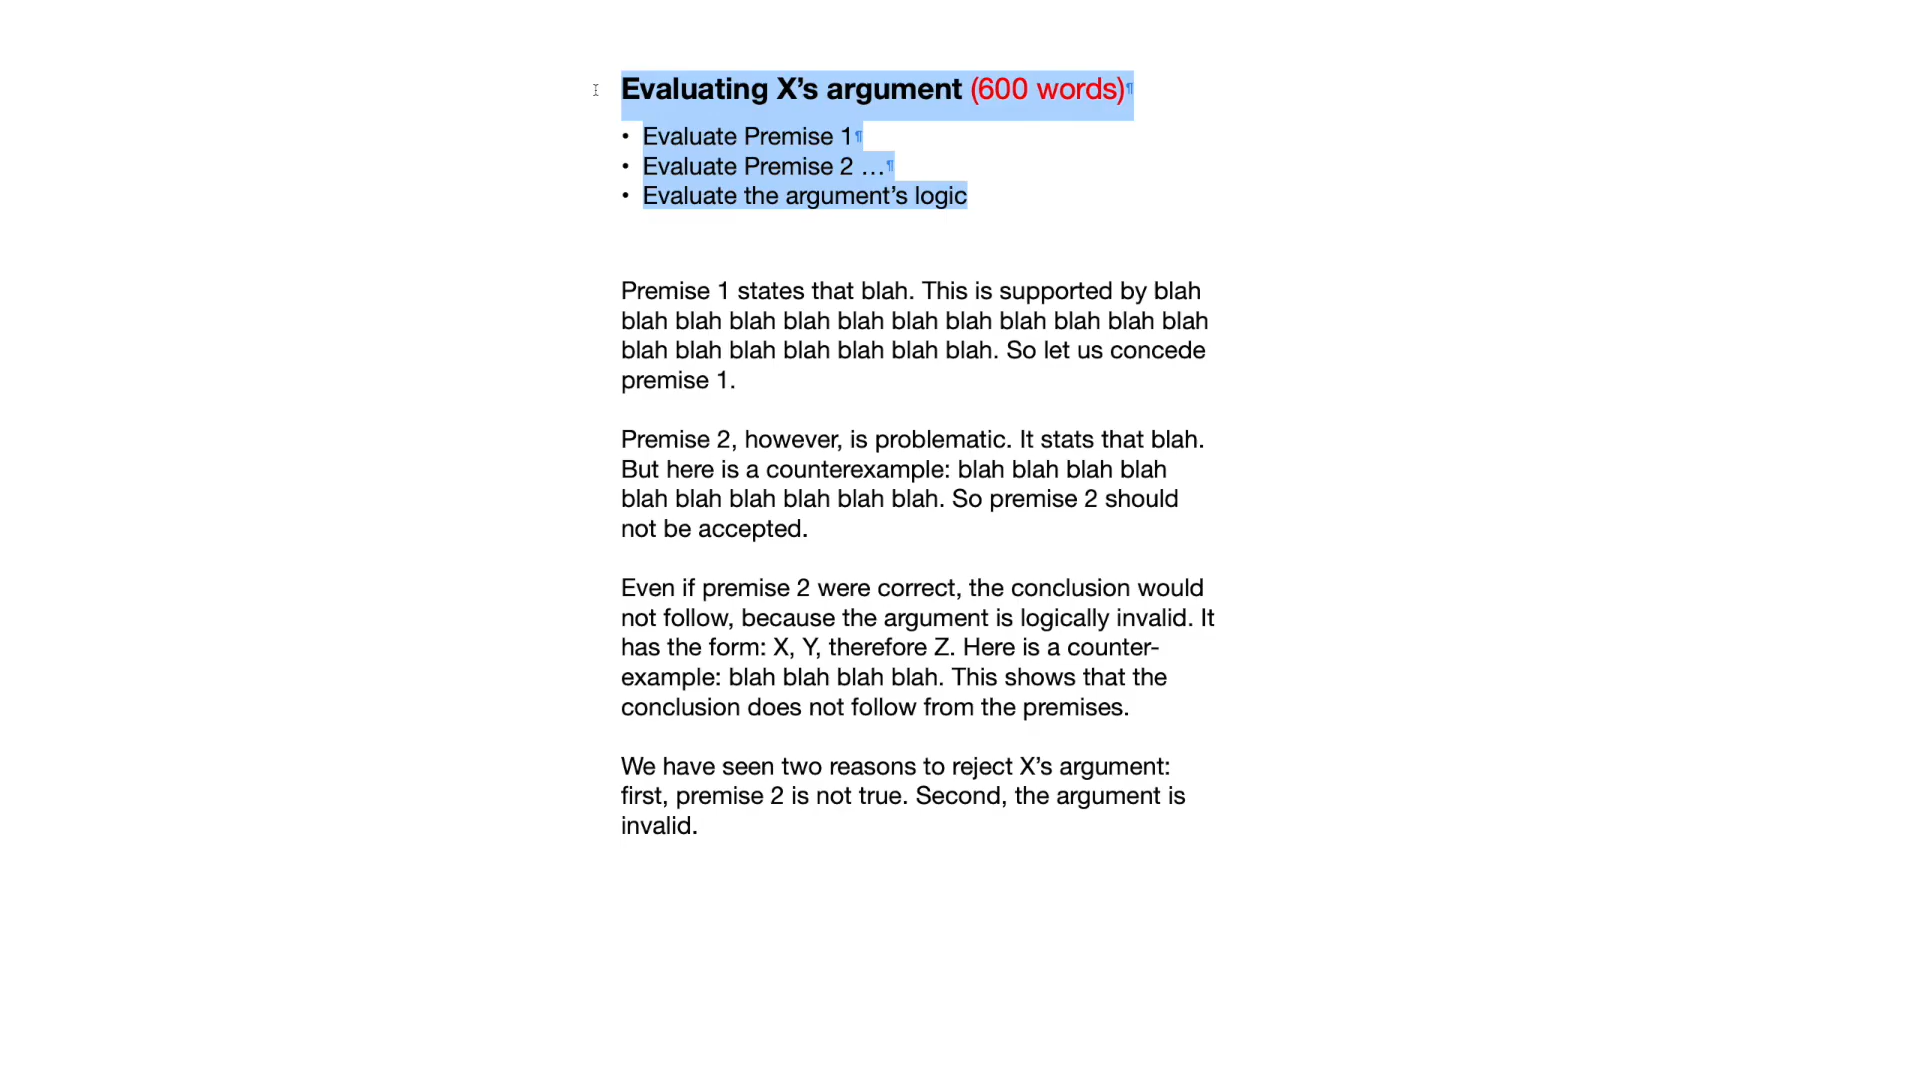 Evaluating X’s argument (600 words)¶
• Evaluate Premise 1¶
• Evaluate Premise 2 …¶
• Evaluate the argument’s logic
Premise 1 states that blah. This is supported by blah
blah blah blah blah blah blah blah blah blah blah blah
blah blah blah blah blah blah blah. So let us concede
premise 1.
Premise 2, however, is problematic. It stats that blah.
But here is a counterexample: blah blah blah blah
blah blah blah blah blah blah. So premise 2 should
not be accepted.
Even if premise 2 were correct, the conclusion would
not follow, because the argument is logically invalid. It
has the form: X, Y, therefore Z. Here is a counter-
example: blah blah blah blah. This shows that the
conclusion does not follow from the premises.
We have seen two reasons to reject X’s argument:
first, premise 2 is not true. Second, the argument is
invalid.